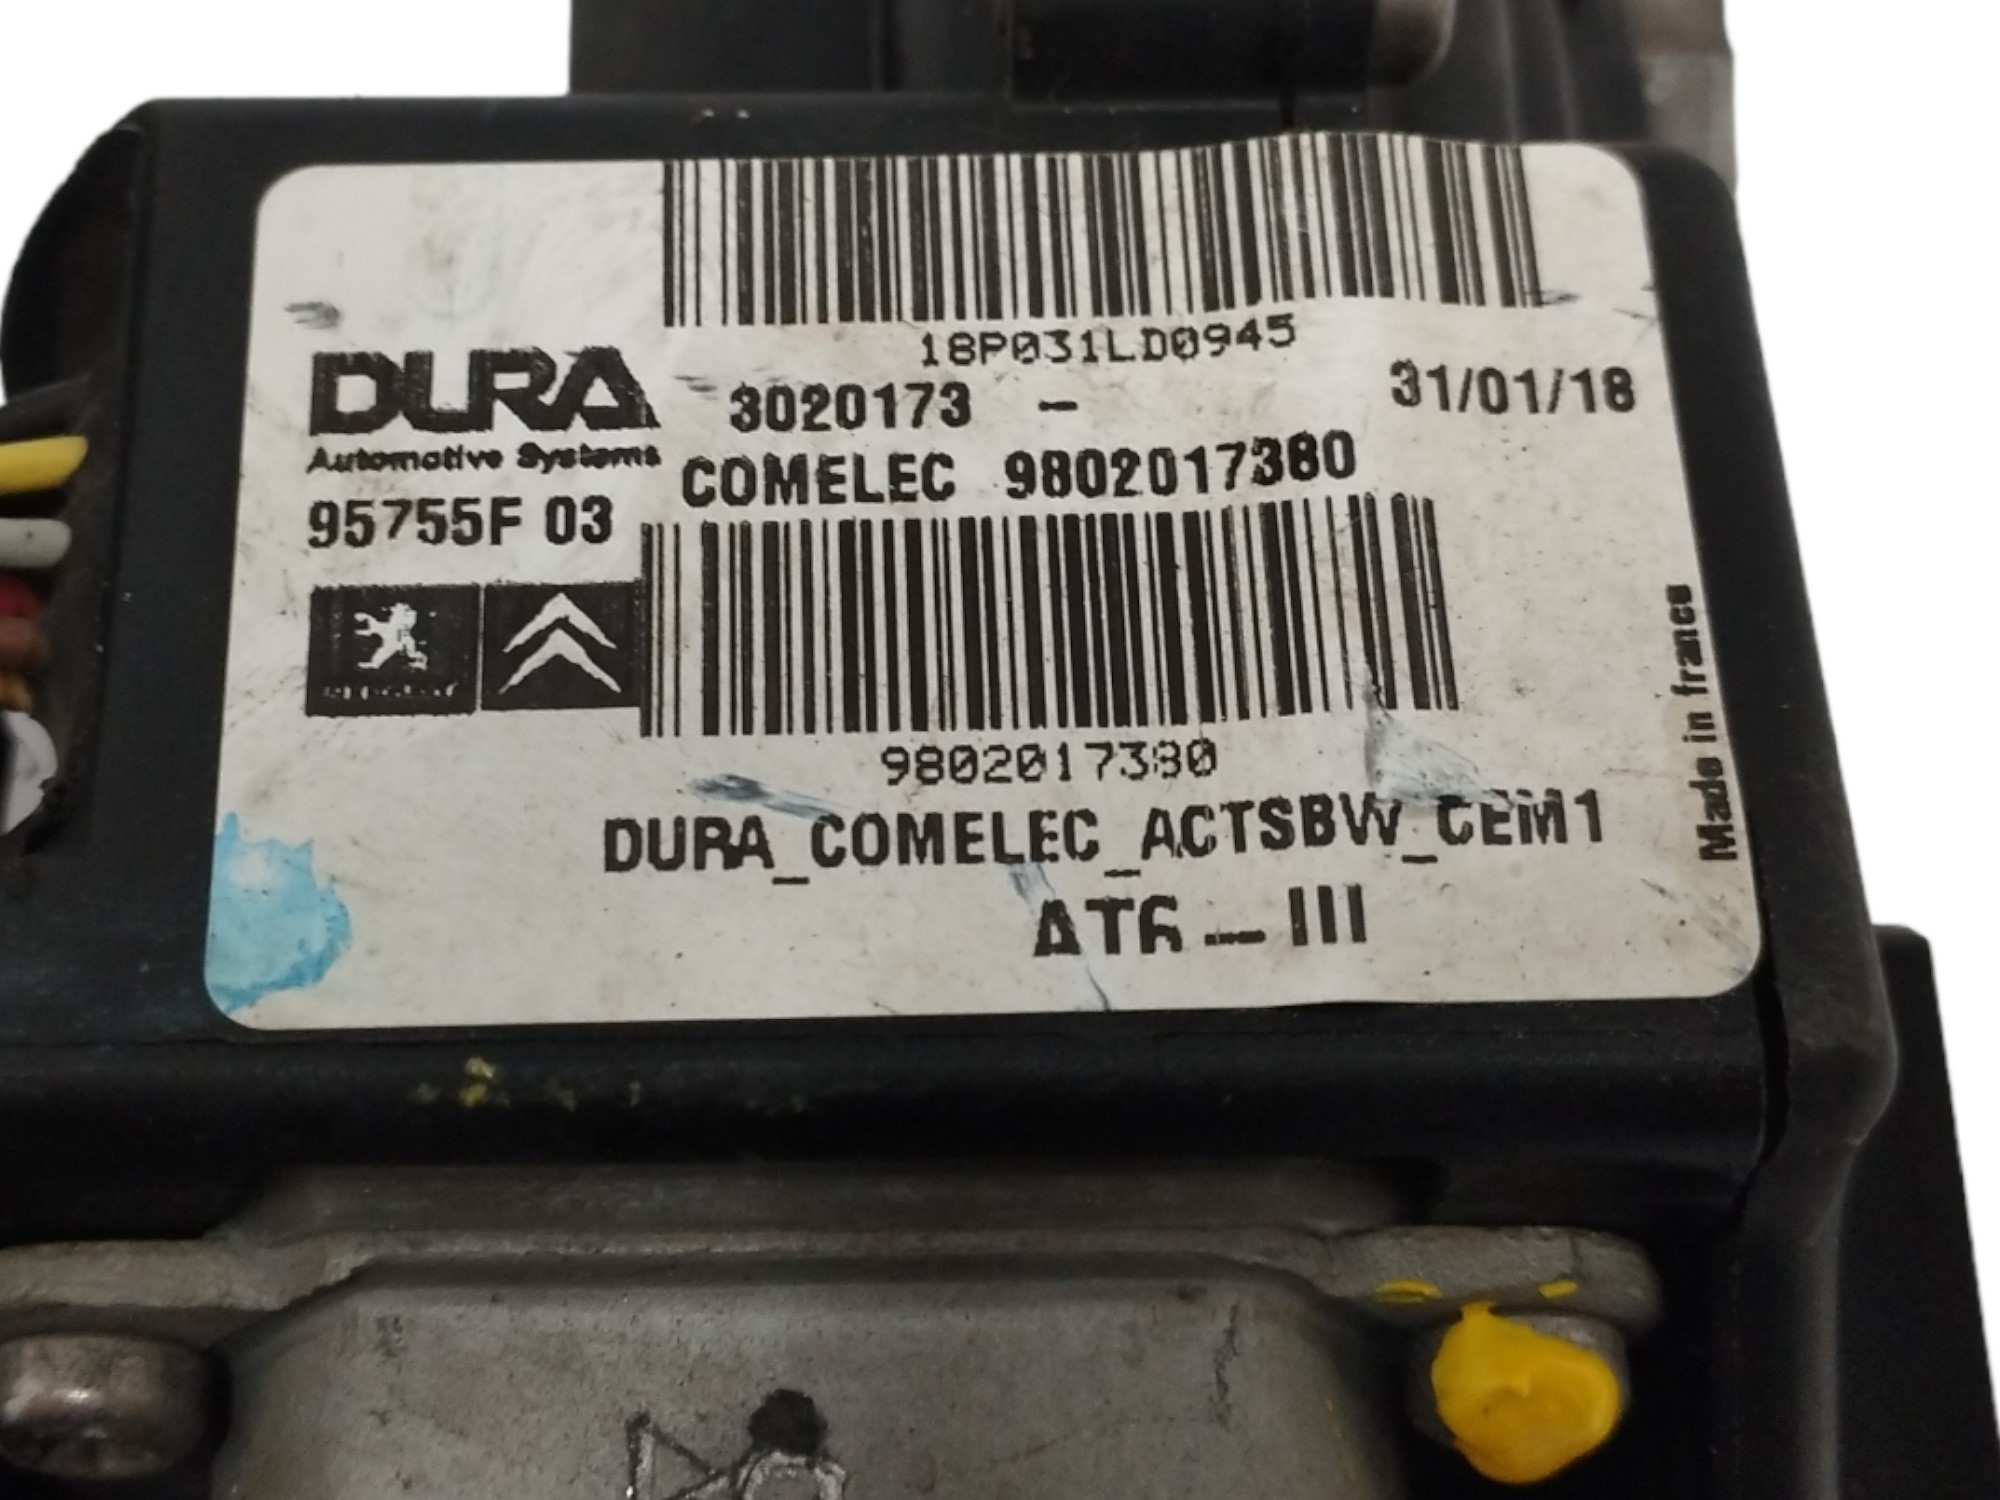 18P031LD0945
DURA
Automotive Systems
3020173 - 31/01/18
COMELEC 9802017380
95755F 03
PEUGEOT
9802017380
DURA_COMELEC_ACTSBW_CEM1
AT6 - III
Made in france